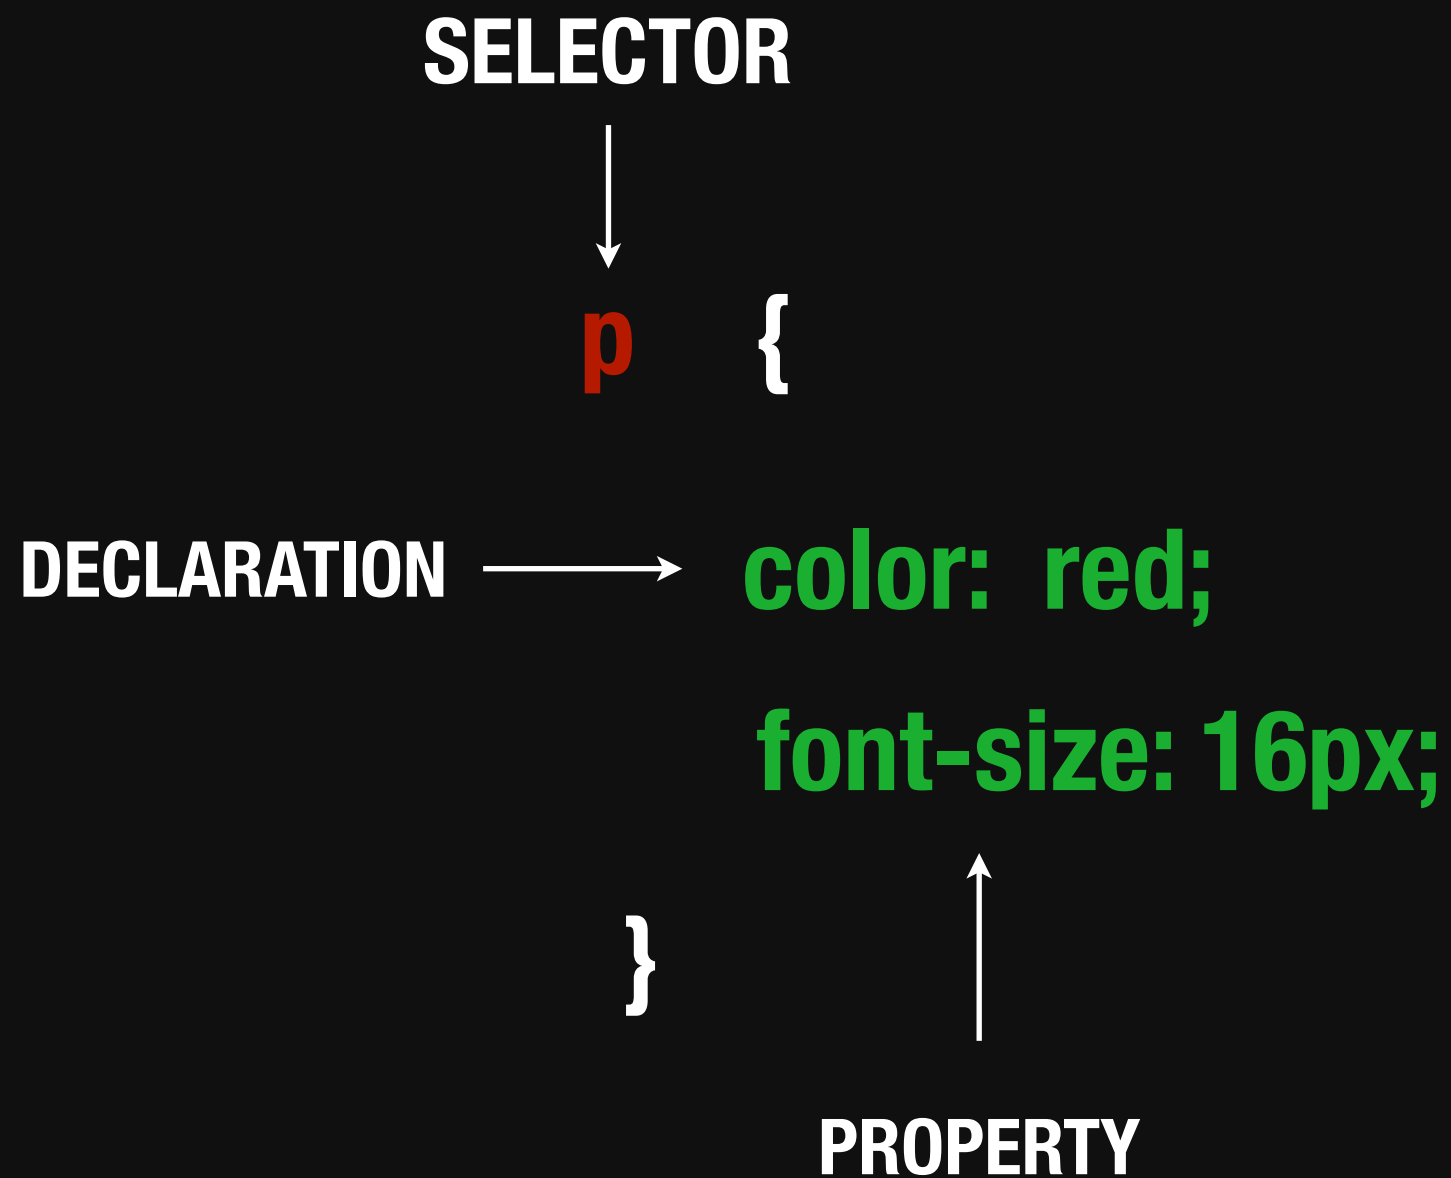 SELECTOR
p {
DECLARATION color: red;
font-size: 16px;
}
PROPERTY